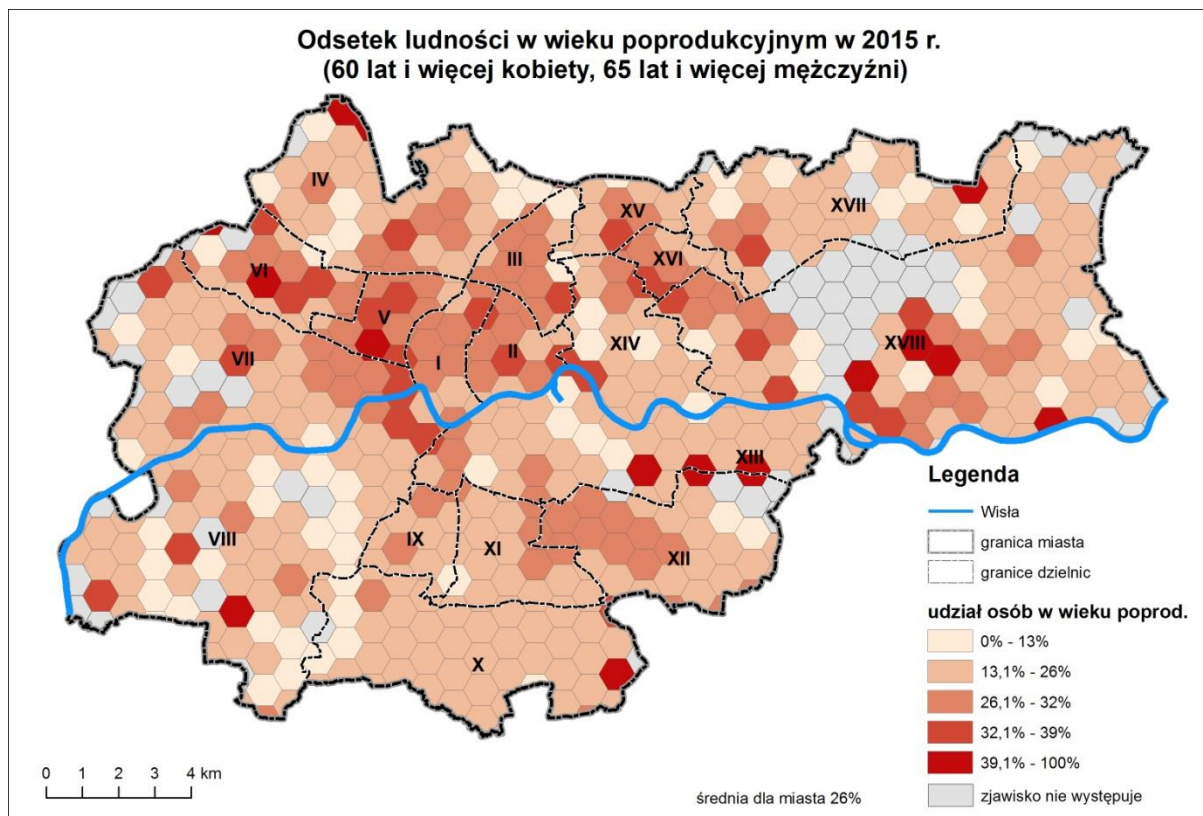 Odsetek ludności w wieku poprodukcyjnym w 2015 r.
(60 lat i więcej kobiety, 65 lat i więcej mężczyźni)
IV
XV
XVII
III
XVI
VI
V
XIV
XVIII
VII
I
II
XIII
VIII
IX
XI
XII
X
Legenda
Wisła
granica miasta
granice dzielnic
udział osób w wieku poprod.
0% - 13%
13,1% - 26%
26,1% - 32%
32,1% - 39%
39,1% - 100%
zjawisko nie występuje
0 1 2 3 4 km
średnia dla miasta 26%